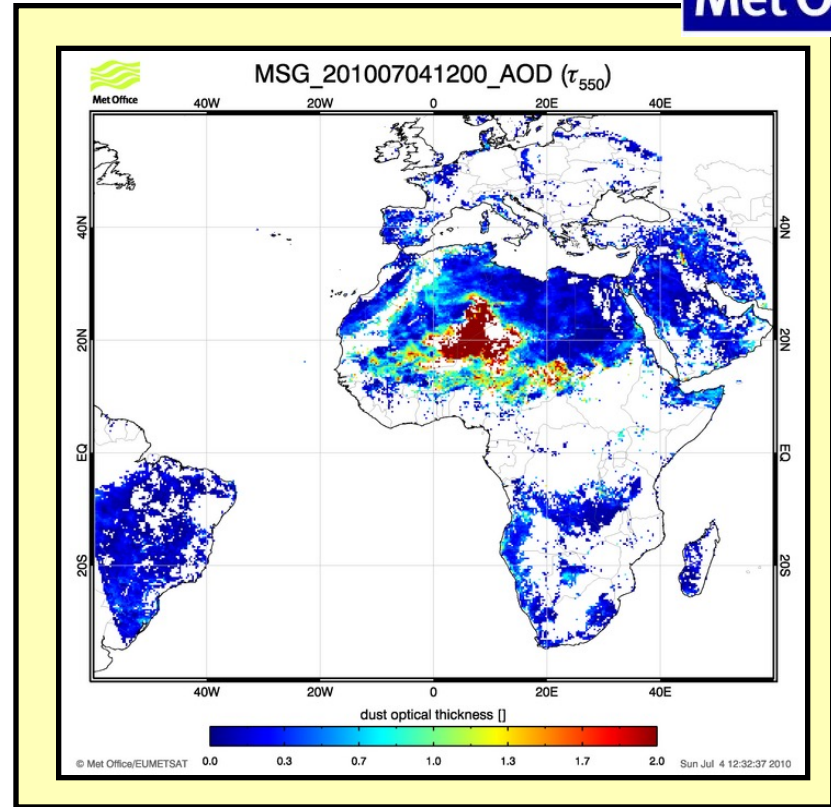 Met O
Met Office
MSG_201007041200_AOD (τ550)
40W 20W 0 20E 40E
40N 40N
20N 20N
EQ EQ
20S 20S
40W 20W 0 20E 40E
dust optical thickness []
0.0 0.3 0.7 1.0 1.3 1.7 2.0
© Met Office/EUMETSAT
Sun Jul 4 12:32:37 2010